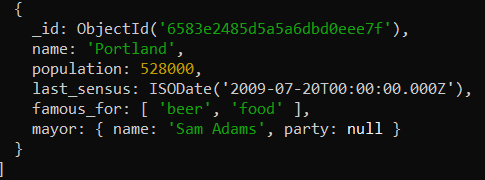 {
_id: ObjectId('6583e2485d5a5a6dbd0eee7f'),
name: 'Portland',
population: 528000,
last_sensus: ISODate('2009-07-20T00:00:00.000Z'),
famous_for: [ 'beer', 'food' ],
mayor: { name: 'Sam Adams', party: null }
}
]